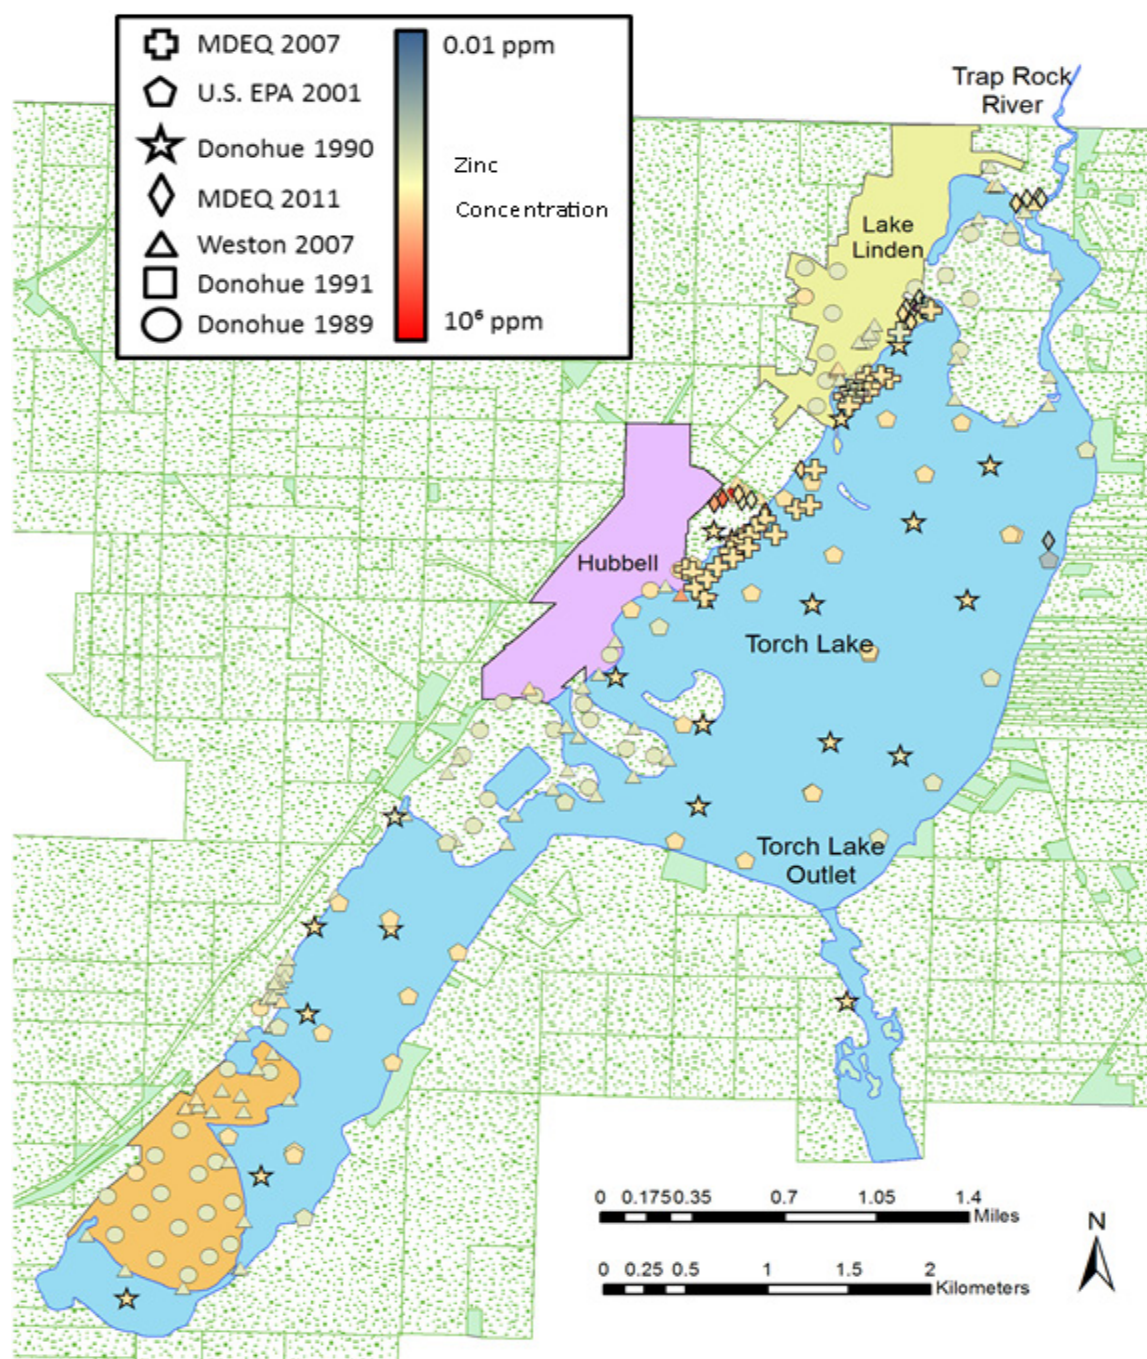 MDEQ 2007
U.S. EPA 2001
Donohue 1990
MDEQ 2011
Weston 2007
Donohue 1991
Donohue 1989
0.01 ppm
Zinc
Concentration
10⁶ ppm
Trap Rock
River
Lake
Linden
Hubbell
Torch Lake
Torch Lake
Outlet
0 0.175 0.35 0.7 1.05 1.4
Miles
0 0.25 0.5 1 1.5 2
Kilometers
N